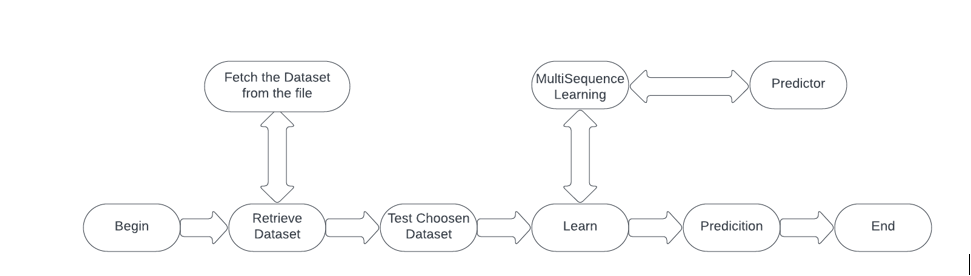 Fetch the Dataset
from the file
MultiSequence
Learning
Predictor
Begin
Retrieve
Dataset
Test Choosen
Dataset
Learn
Predicition
End